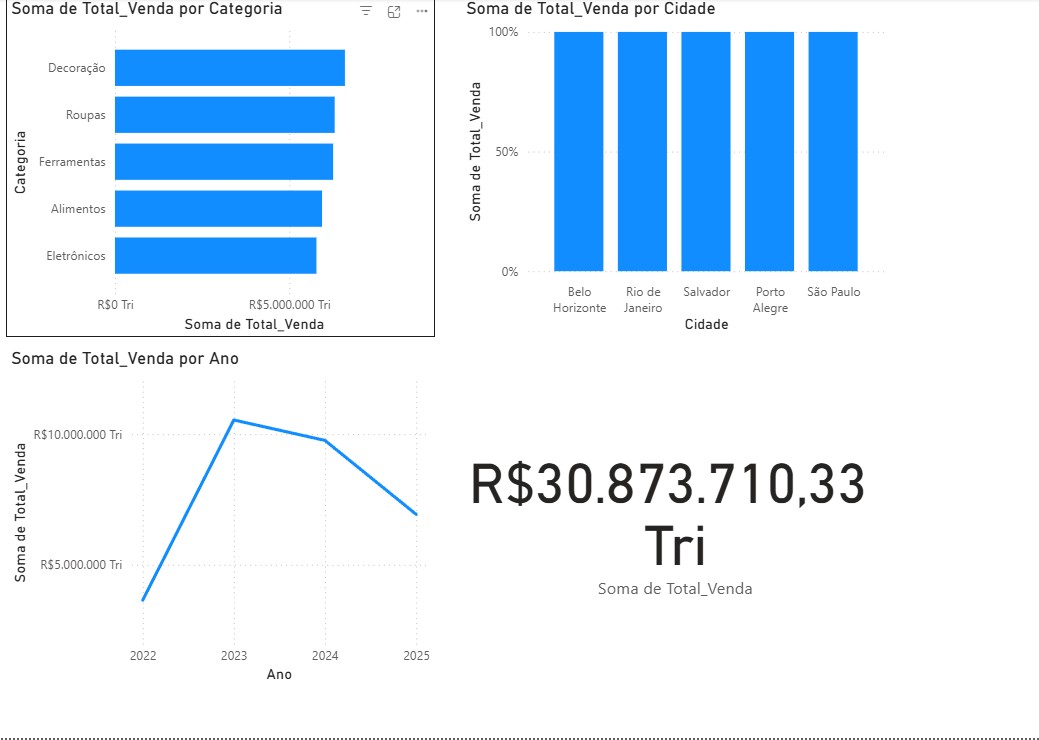 Soma de Total_Venda por Categoria
Categoria
Decoração
Roupas
Ferramentas
Alimentos
Eletrônicos
R$0 Tri
R$5.000.000 Tri
Soma de Total_Venda
Soma de Total_Venda por Cidade
Soma de Total_Venda
100%
50%
0%
Belo
Horizonte
Rio de
Janeiro
Salvador
Porto
Alegre
São Paulo
Cidade
Soma de Total_Venda por Ano
Soma de Total_Venda
R$10.000.000 Tri
R$5.000.000 Tri
2022
2023
2024
2025
Ano
R$30.873.710,33
Tri
Soma de Total_Venda